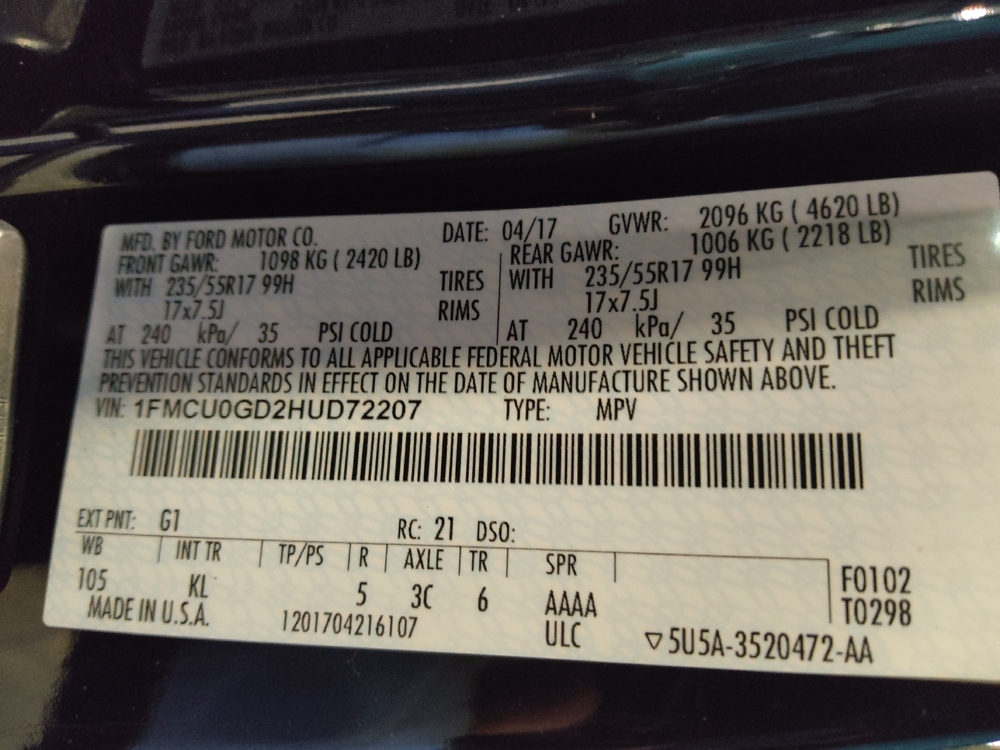 MFD. BY FORD MOTOR CO. DATE: 04/17 GVWR: 2096 KG ( 4620 LB)
FRONT GAWR: 1098 KG ( 2420 LB) REAR GAWR: 1006 KG ( 2218 LB)
WITH 235/55R17 99H TIRES WITH 235/55R17 99H TIRES
17x7.5J RIMS 17x7.5J RIMS
AT 240 kPa/ 35 PSI COLD AT 240 kPa/ 35 PSI COLD
THIS VEHICLE CONFORMS TO ALL APPLICABLE FEDERAL MOTOR VEHICLE SAFETY AND THEFT
PREVENTION STANDARDS IN EFFECT ON THE DATE OF MANUFACTURE SHOWN ABOVE.
VIN: 1FMCU0GD2HUD72207 TYPE: MPV
EXT PNT: G1 RC: 21 DSO:
WB INT TR TP/PS R AXLE TR SPR
105 KL 5 3C 6 AAAA F0102
MADE IN U.S.A. 1201704216107 ULC T0298
▽5U5A-3520472-AA